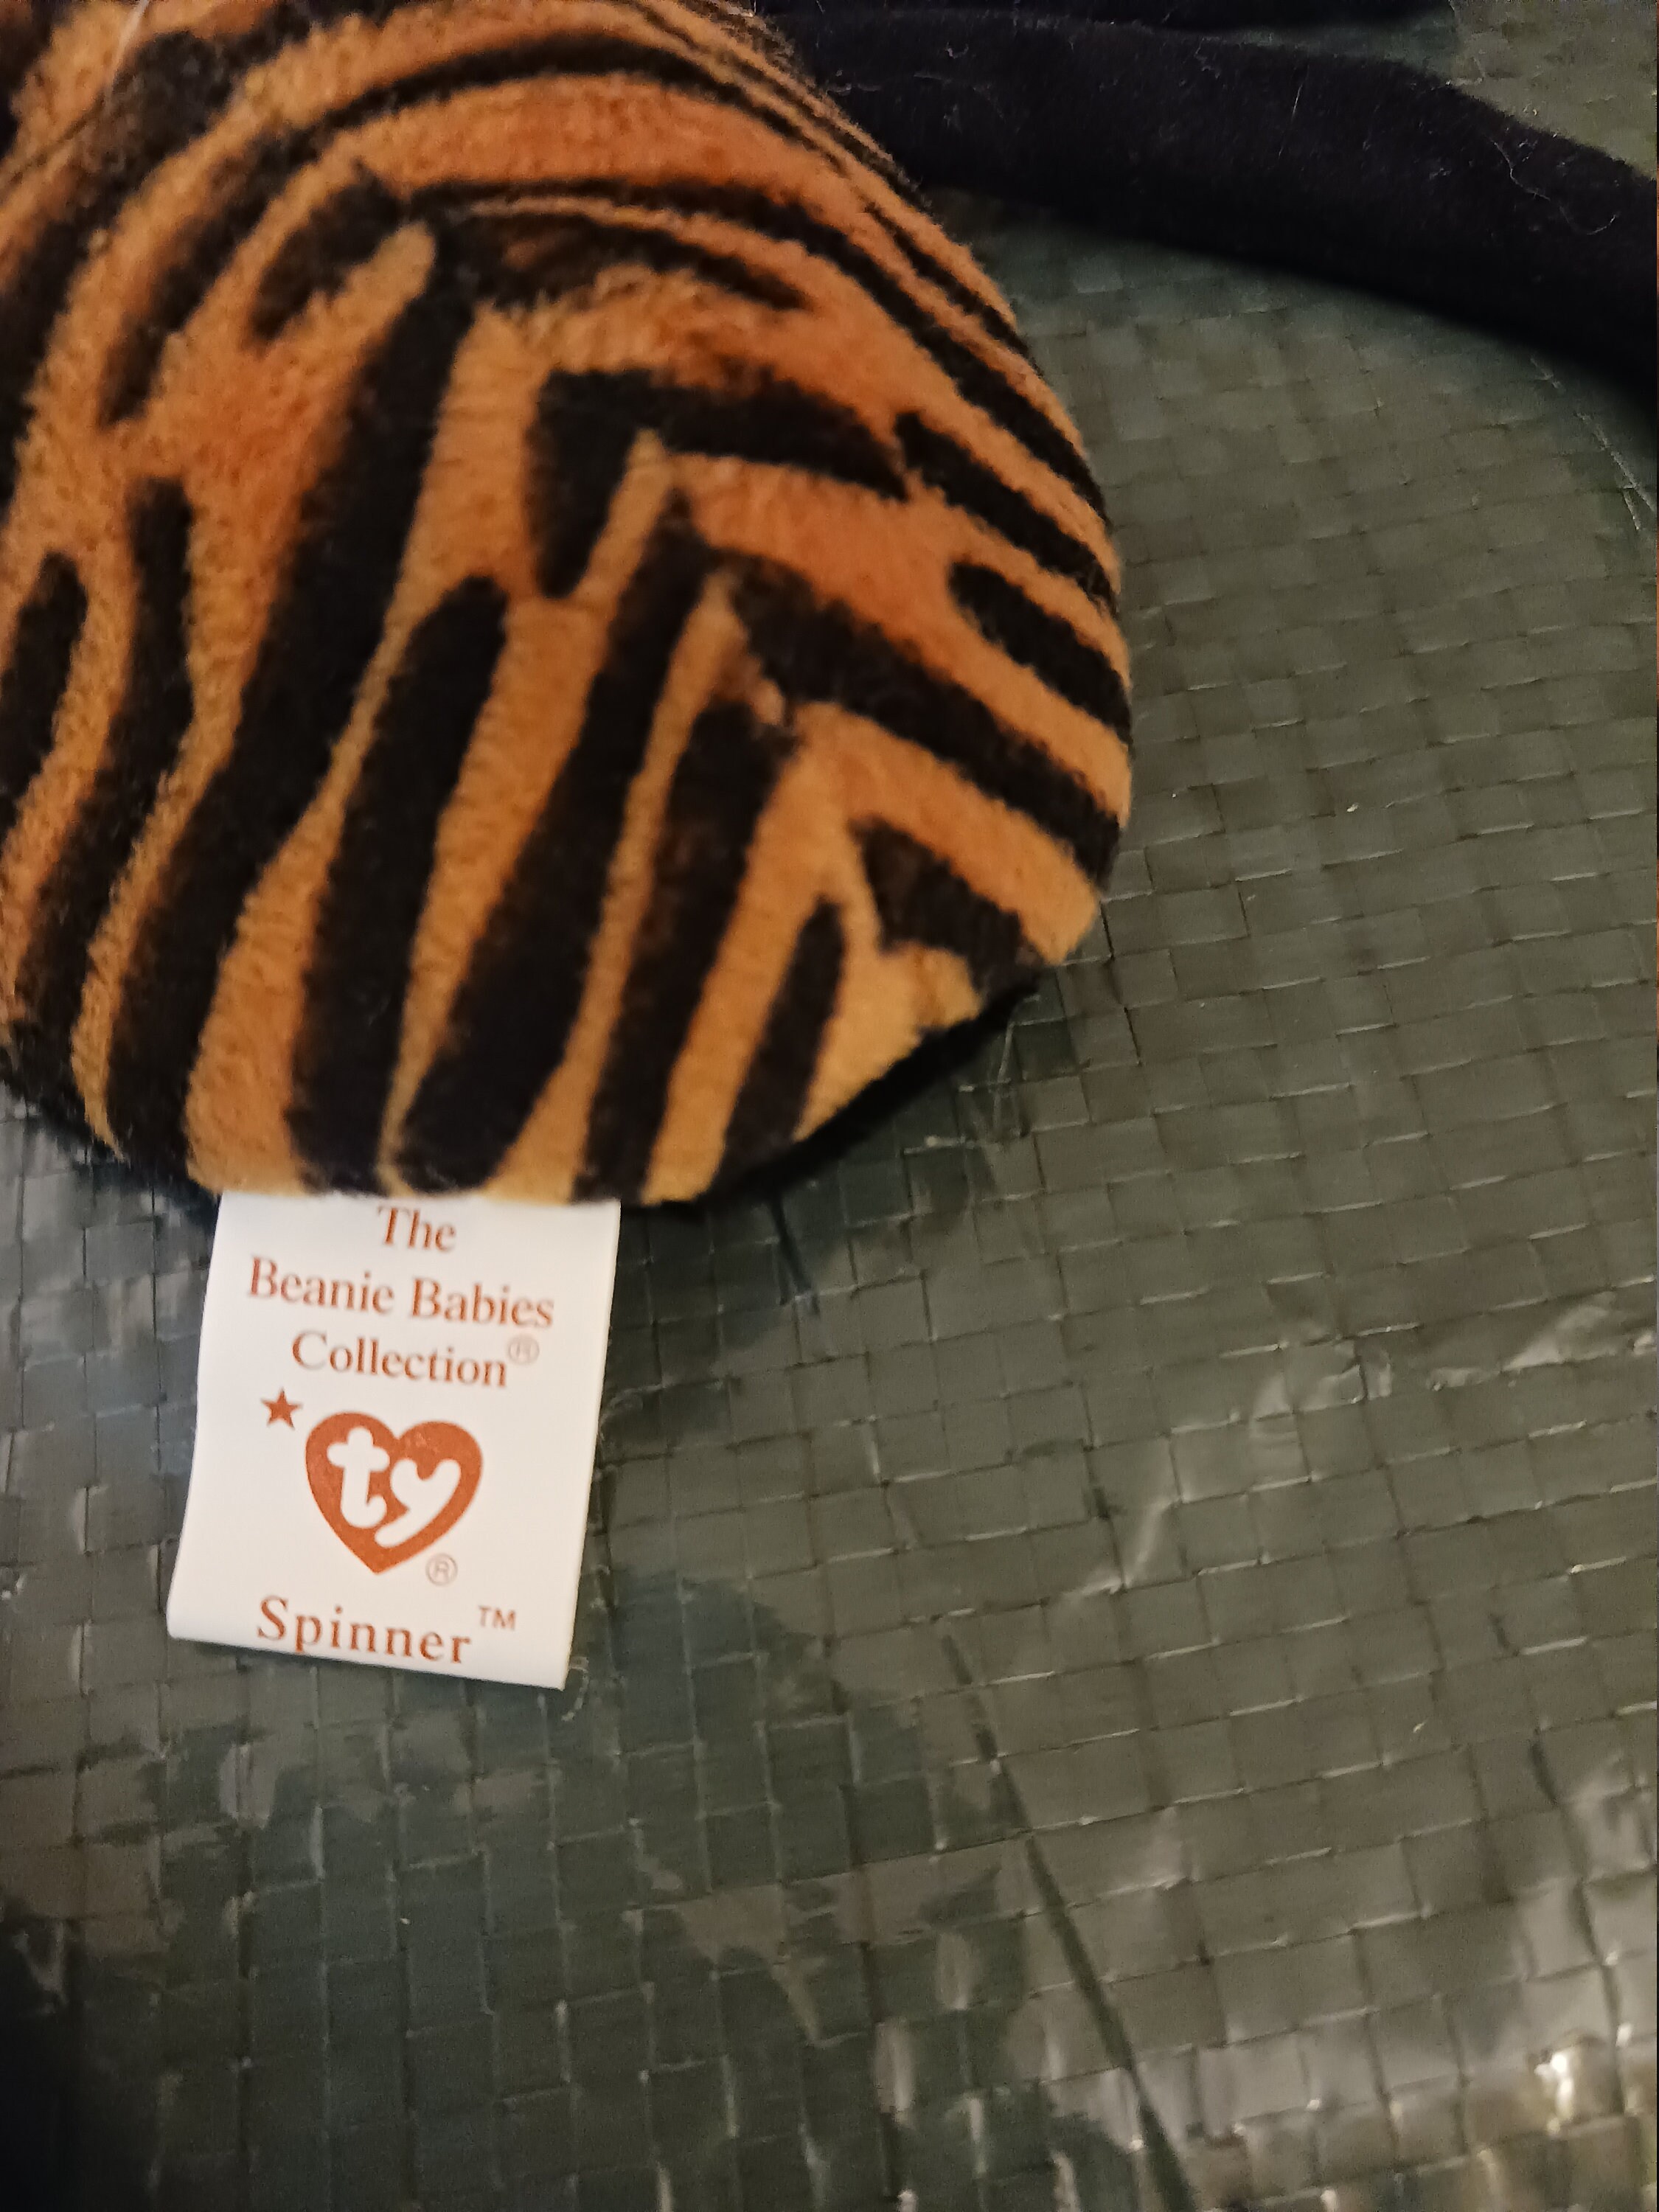 The
Beanie Babies
Collection®
ty®
Spinner™